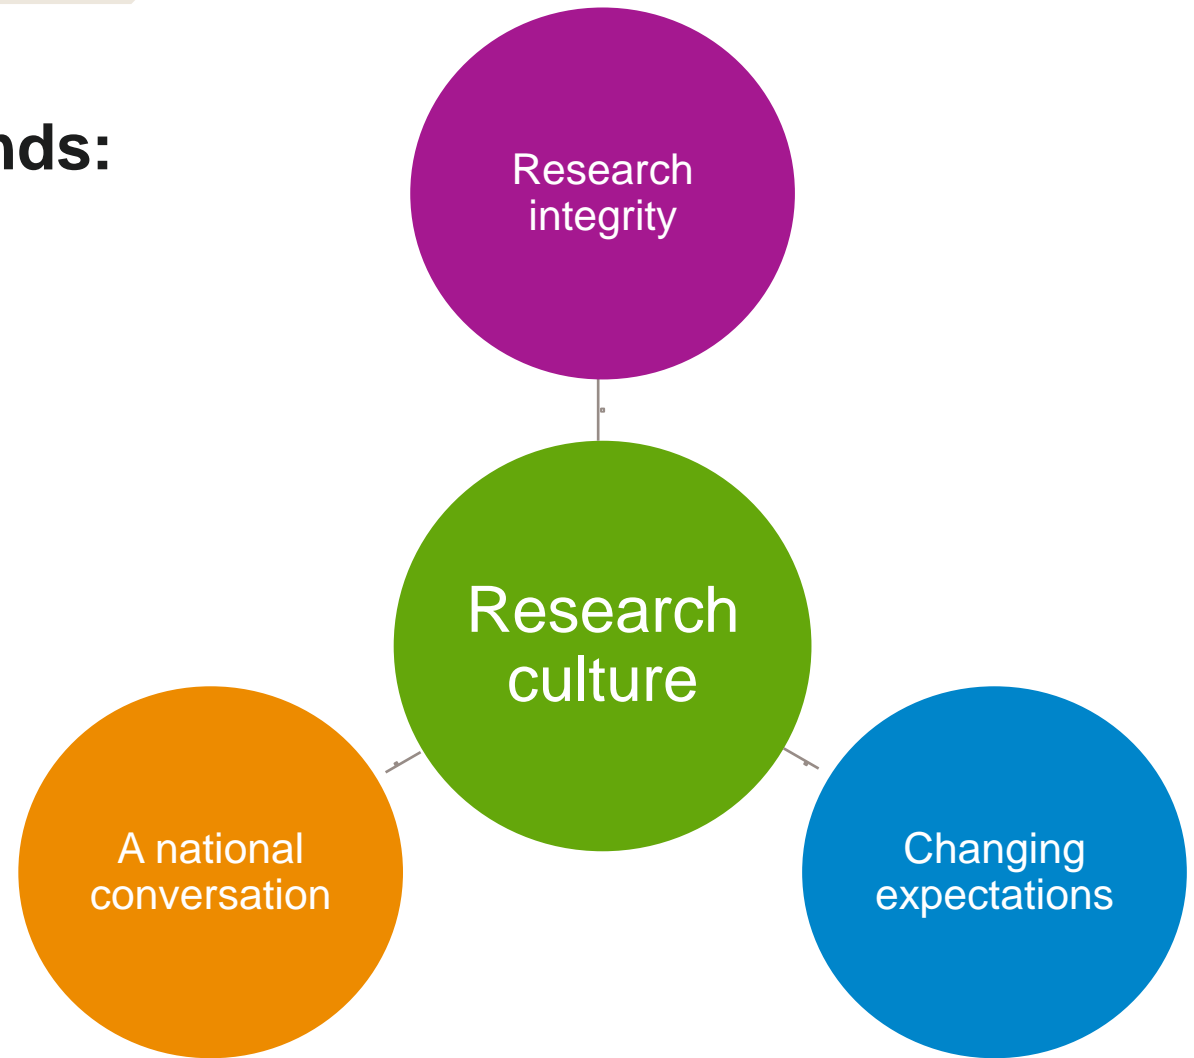 nds:
Research
integrity
Research
culture
A national
conversation
Changing
expectations